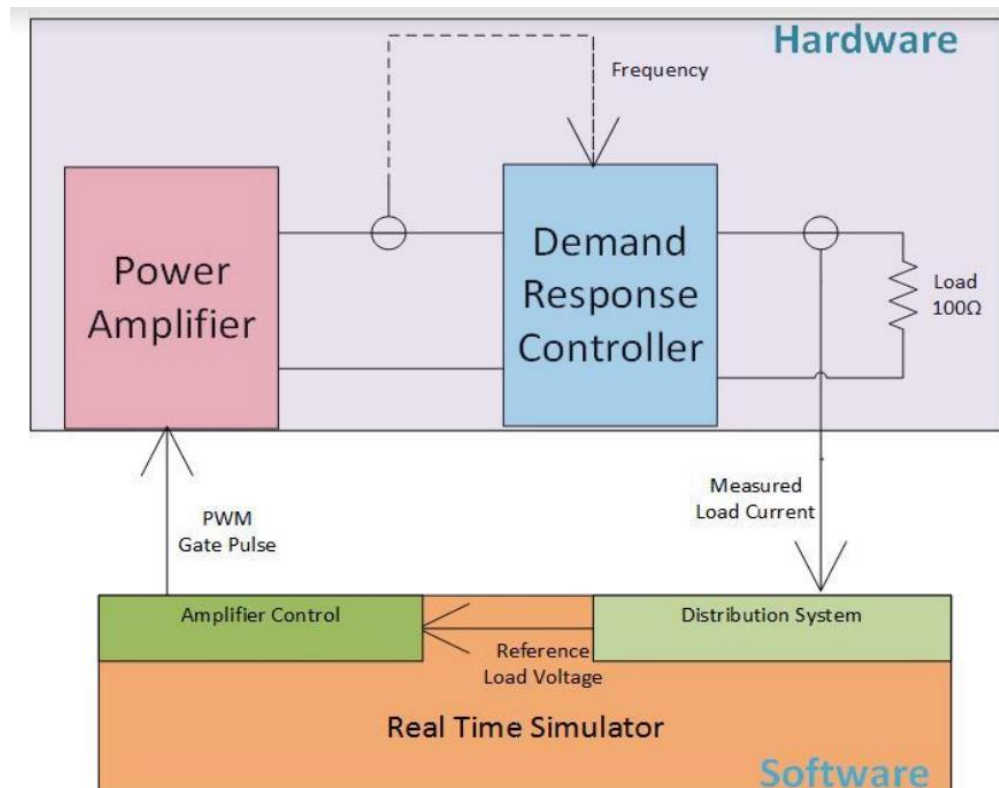 Hardware
Frequency
Power
Amplifier
Demand
Response
Controller
Load
100Ω
PWM
Gate Pulse
Measured
Load Current
Amplifier Control
Distribution System
Reference
Load Voltage
Real Time Simulator
Software